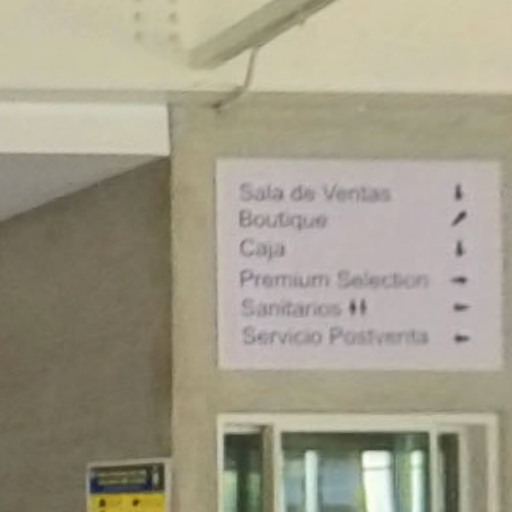 Sala de Ventas
Boutique
Caja
Premium Selection
Sanitarios
Servicio Postventa